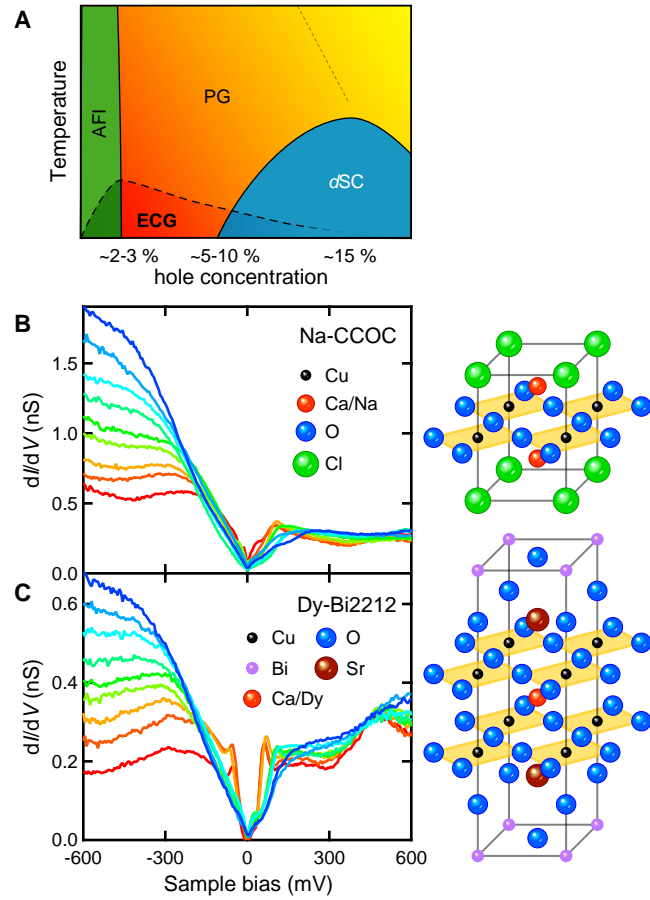 A
Temperature
AFI
PG
dSC
ECG
~2-3 %
~5-10 %
~15 %
hole concentration
B
Na-CCOC
Cu
Ca/Na
O
Cl
dI/dV (nS)
1.5
1.0
0.5
0.0
C
Dy-Bi2212
Cu
O
Bi
Sr
Ca/Dy
dI/dV (nS)
0.6
0.4
0.2
0.0
-600
-300
0
300
600
Sample bias (mV)